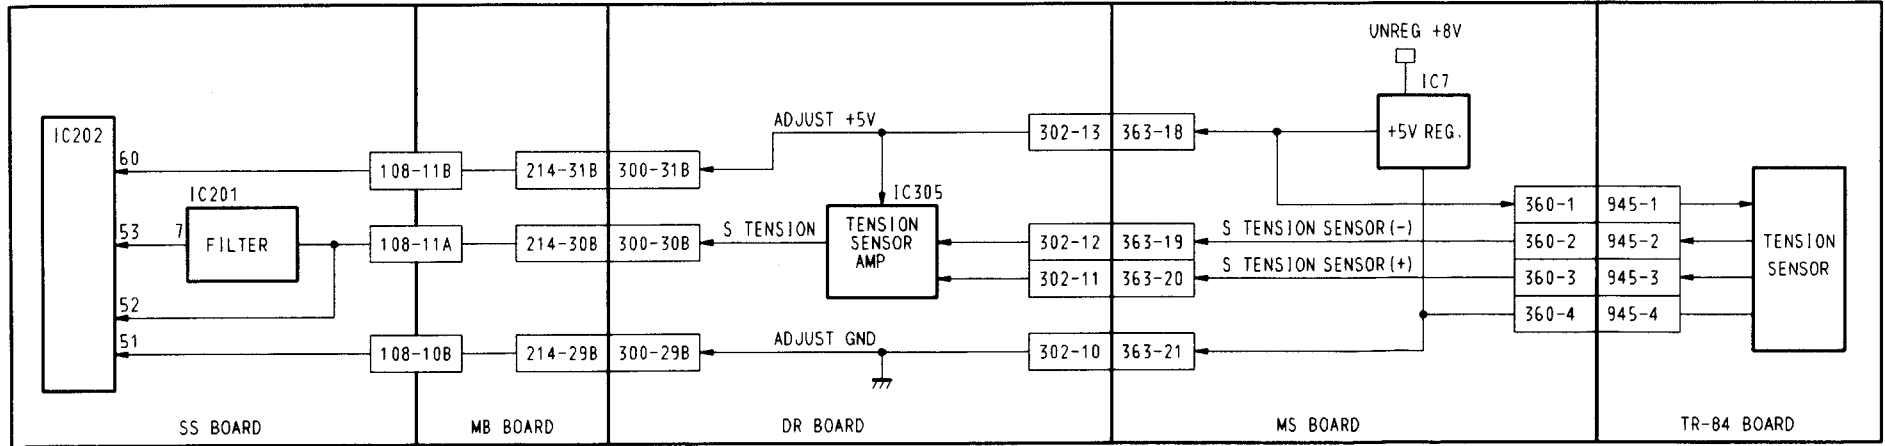 UNREG +8V
IC7
+5V REG.
ADJUST +5V
302-13
363-18
IC202
60
108-11B
214-31B
300-31B
IC201
IC305
53
7
FILTER
108-11A
214-30B
300-30B
S TENSION
TENSION
SENSOR
AMP
302-12
363-19
S TENSION SENSOR(-)
302-11
363-20
S TENSION SENSOR(+)
360-1
945-1
360-2
945-2
360-3
945-3
360-4
945-4
TENSION
SENSOR
52
51
108-10B
214-29B
300-29B
ADJUST GND
302-10
363-21
SS BOARD
MB BOARD
DR BOARD
MS BOARD
TR-84 BOARD